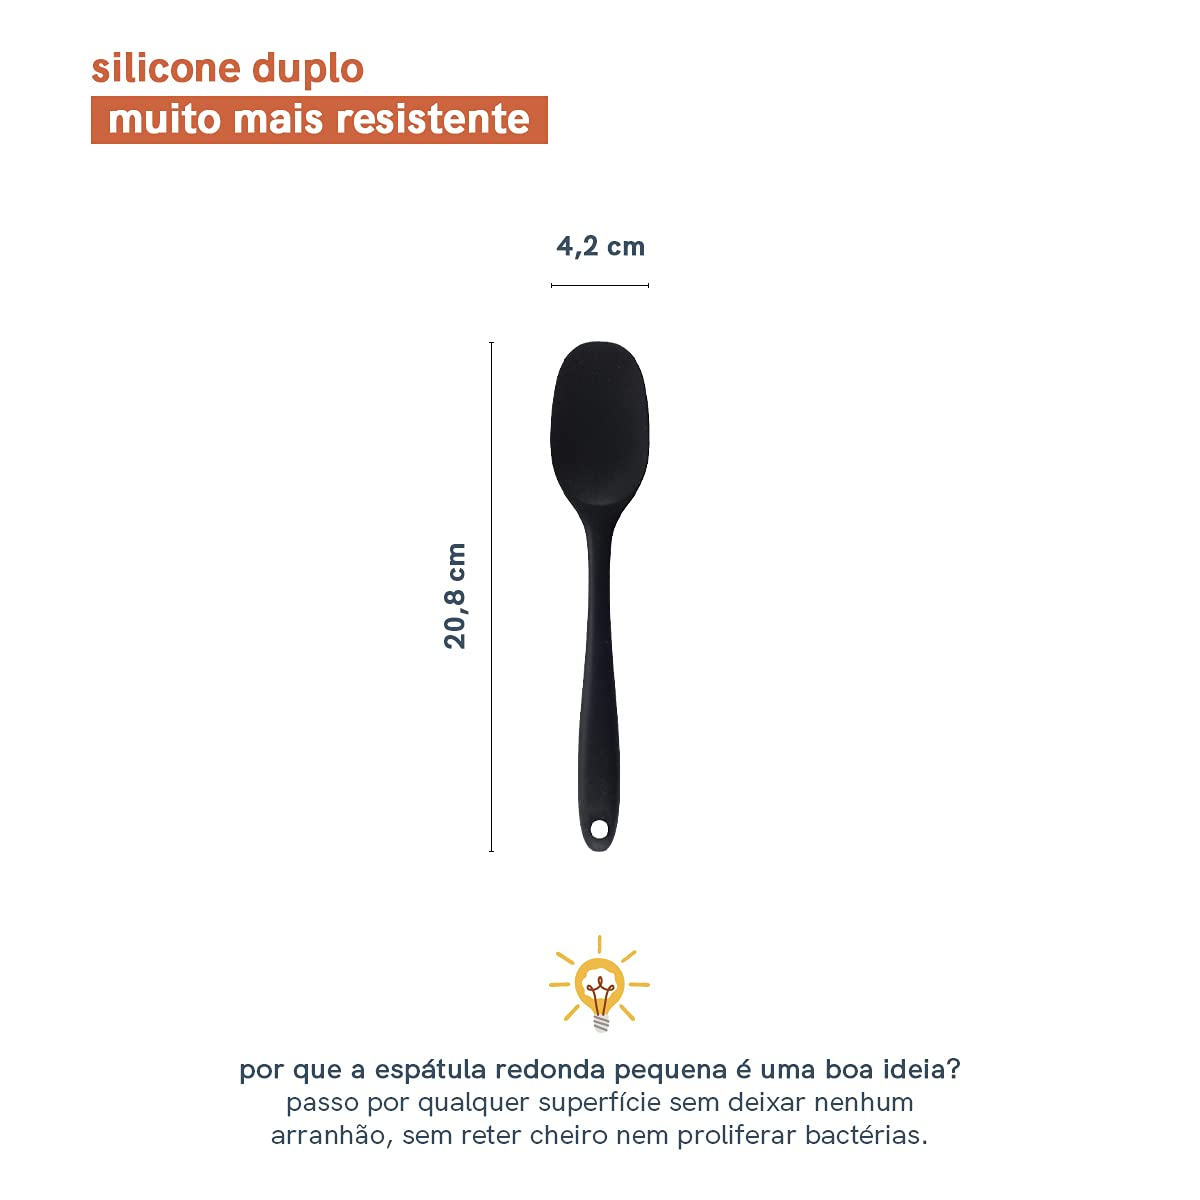 silicone duplo
muito mais resistente
4,2 cm
20,8 cm
por que a espátula redonda pequena é uma boa ideia?
passo por qualquer superfície sem deixar nenhum
arranhão, sem reter cheiro nem proliferar bactérias.